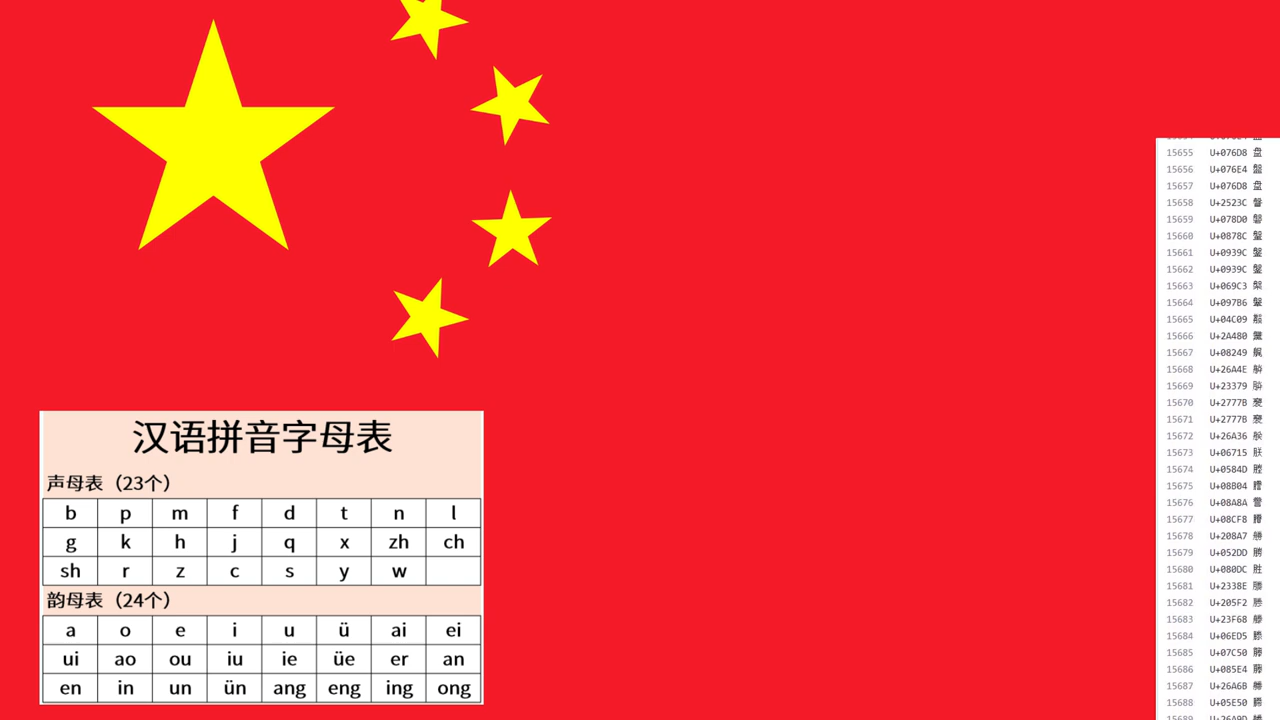 汉语拼音字母表
声母表（23个）
b p m f d t n l
g k h j q x zh ch
sh r z c s y w
韵母表（24个）
a o e i u ü ai ei
ui ao ou iu ie üe er an
en in un ün ang eng ing ong
15655 U+076D8 盘
15656 U+076E4 盤
15657 U+076D8 盘
15658 U+2523C
15659 U+078D0 磐
15660 U+0878C 螌
15661 U+0939C 鎜
15662 U+0939C 鎜
15663 U+069C3 槃
15664 U+097B6 鞶
15665 U+04C09
15666 U+2A480
15667 U+08249 艉
15668 U+26A4E
15669 U+23379
15670 U+2777B
15671 U+2777B
15672 U+26A36
15673 U+06715 朕
15674 U+0584D 塍
15675 U+08B04 謄
15676 U+08A8A 誊
15677 U+08CF8 賸
15678 U+208A7
15679 U+052DD 勝
15680 U+080DC 胜
15681 U+2338E
15682 U+205F2
15683 U+23F68
15684 U+06ED5 滕
15685 U+07C50 籐
15686 U+085E4 藤
15687 U+26A6B
15688 U+05E50 幐